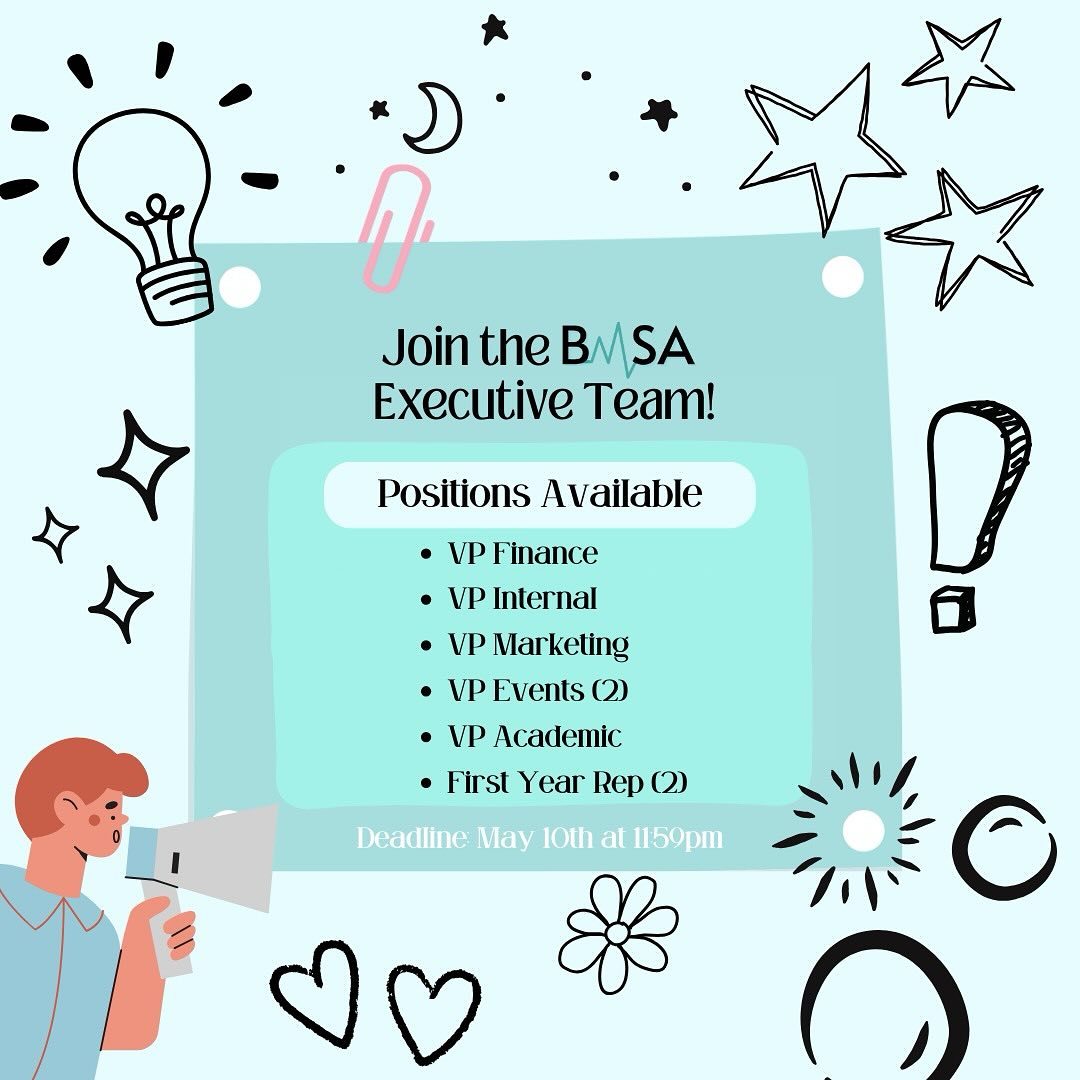 Join the BMSA
Executive Team!
Positions Available
• VP Finance
• VP Internal
• VP Marketing
• VP Events (2)
• VP Academic
• First Year Rep (2)
Deadline: May 10th at 11:59pm